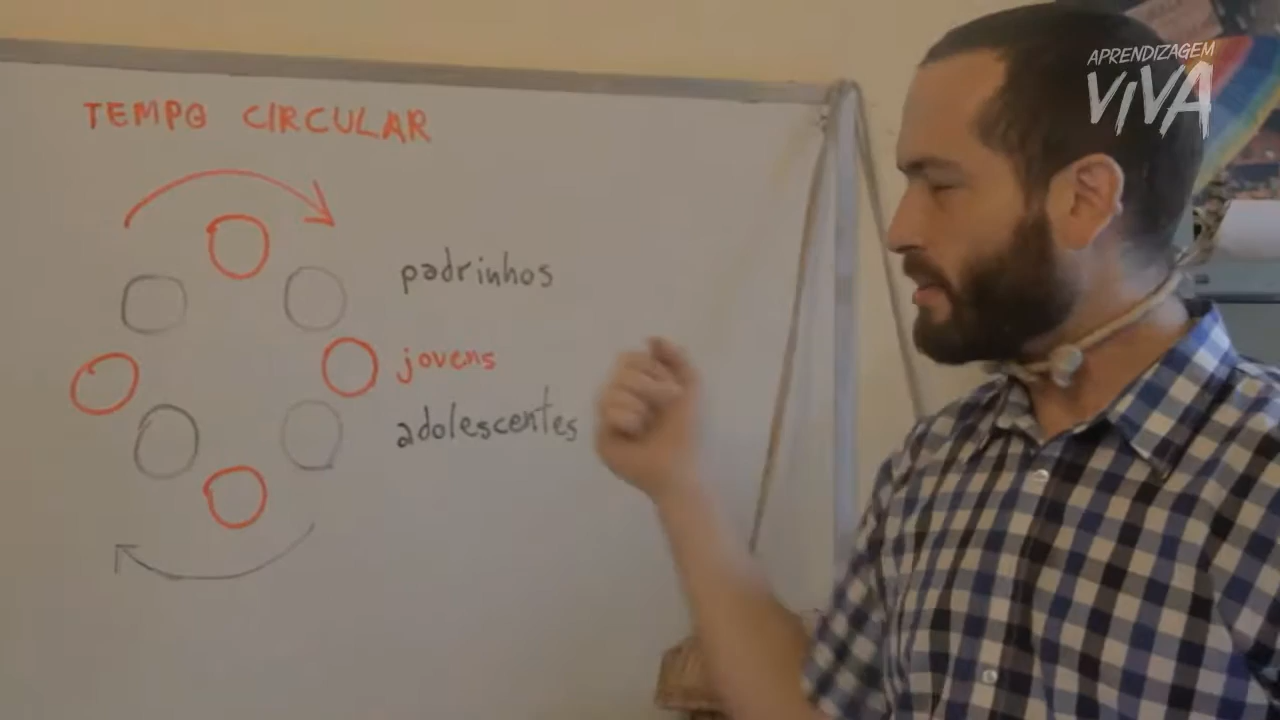 TEMPO CIRCULAR
padrinhos
jovens
adolescentes
APRENDIZAGEM
ViVA